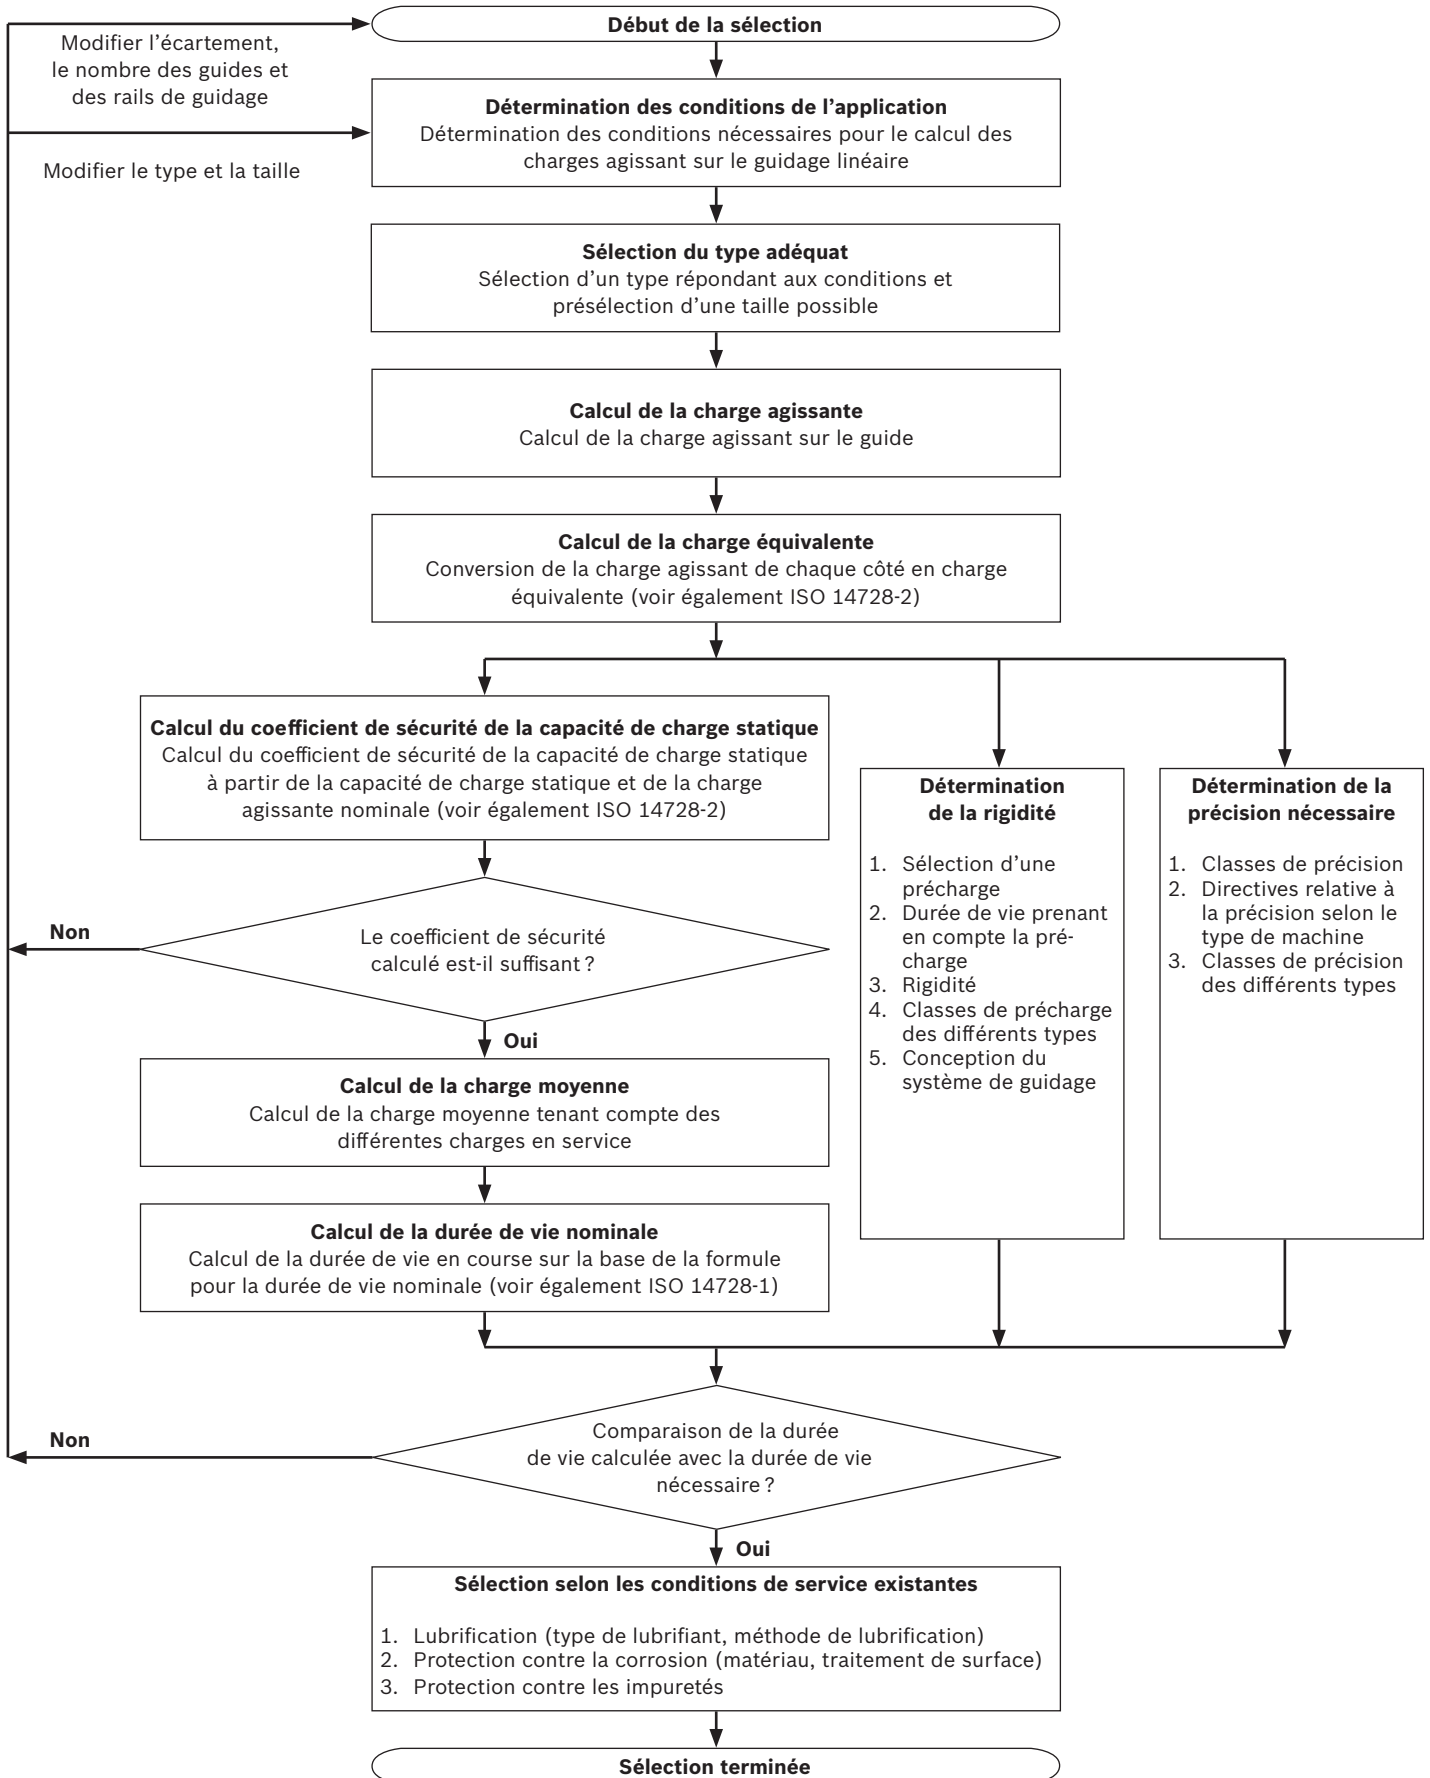 Début de la sélection
Modifier l’écartement,
le nombre des guides et
des rails de guidage
Détermination des conditions de l’application
Détermination des conditions nécessaires pour le calcul des
charges agissant sur le guidage linéaire
Modifier le type et la taille
Sélection du type adéquat
Sélection d’un type répondant aux conditions et
présélection d’une taille possible
Calcul de la charge agissante
Calcul de la charge agissant sur le guide
Calcul de la charge équivalente
Conversion de la charge agissant de chaque côté en charge
équivalente (voir également ISO 14728-2)
Calcul du coefficient de sécurité de la capacité de charge statique
Calcul du coefficient de sécurité de la capacité de charge statique
à partir de la capacité de charge statique et de la charge
agissante nominale (voir également ISO 14728-2)
Non
Le coefficient de sécurité
calculé est-il suffisant ?
Oui
Calcul de la charge moyenne
Calcul de la charge moyenne tenant compte des
différentes charges en service
Calcul de la durée de vie nominale
Calcul de la durée de vie en course sur la base de la formule
pour la durée de vie nominale (voir également ISO 14728-1)
Détermination
de la rigidité
1. Sélection d’une
précharge
2. Durée de vie prenant
en compte la pré-
charge
3. Rigidité
4. Classes de précharge
des différents types
5. Conception du
système de guidage
Détermination de la
précision nécessaire
1. Classes de précision
2. Directives relative à
la précision selon le
type de machine
3. Classes de précision
des différents types
Non
Comparaison de la durée
de vie calculée avec la durée de vie
nécessaire ?
Oui
Sélection selon les conditions de service existantes
1. Lubrification (type de lubrifiant, méthode de lubrification)
2. Protection contre la corrosion (matériau, traitement de surface)
3. Protection contre les impuretés
Sélection terminée